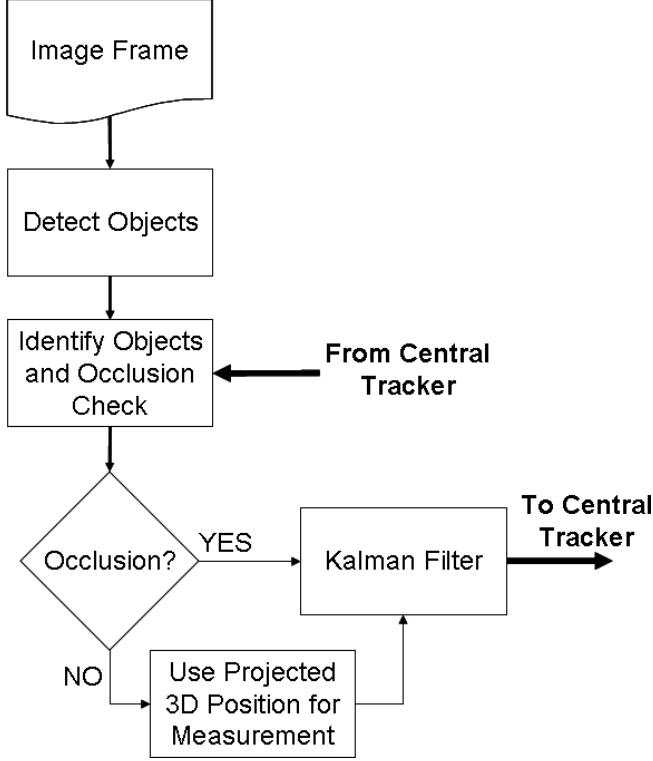 Image Frame
Detect Objects
Identify Objects
and Occlusion
Check
From Central
Tracker
Occlusion?
YES
Kalman Filter
To Central
Tracker
NO
Use Projected
3D Position for
Measurement